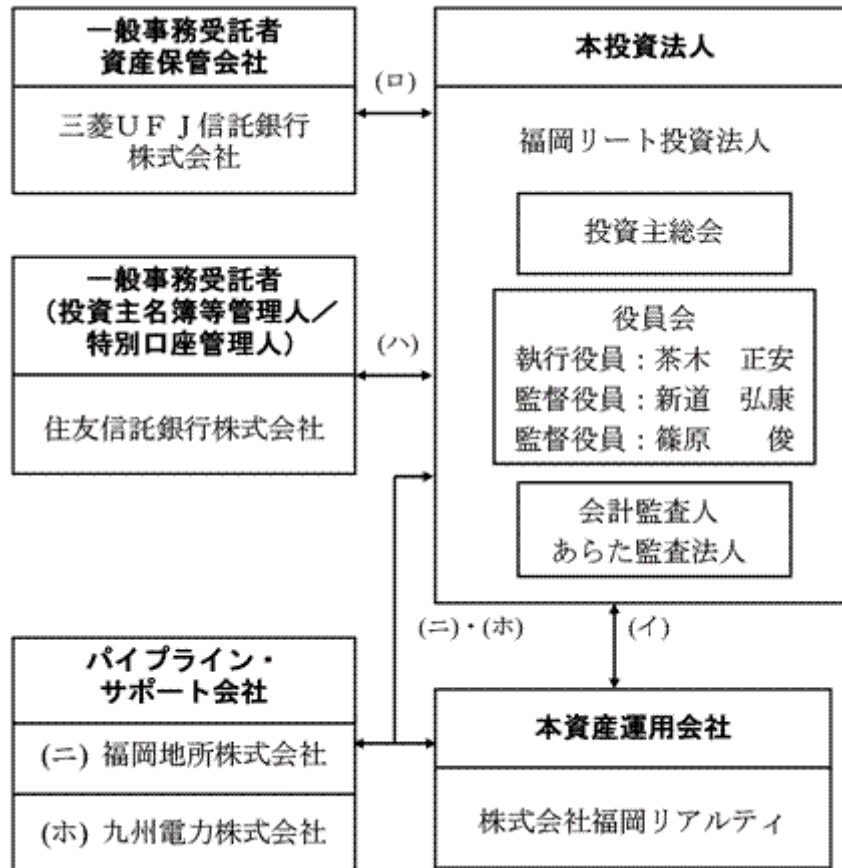 一般事務受託者
資産保管会社
三菱UFJ信託銀行
株式会社
(ロ)
一般事務受託者
(投資主名簿等管理人/
特別口座管理人)
住友信託銀行株式会社
(ハ)
本投資法人
福岡リート投資法人
投資主総会
役員会
執行役員:茶木 正安
監督役員:新道 弘康
監督役員:篠原 俊
会計監査人
あらた監査法人
(ニ)・(ホ)
(イ)
パイプライン・
サポート会社
(ニ) 福岡地所株式会社
(ホ) 九州電力株式会社
本資産運用会社
株式会社福岡リアルティ